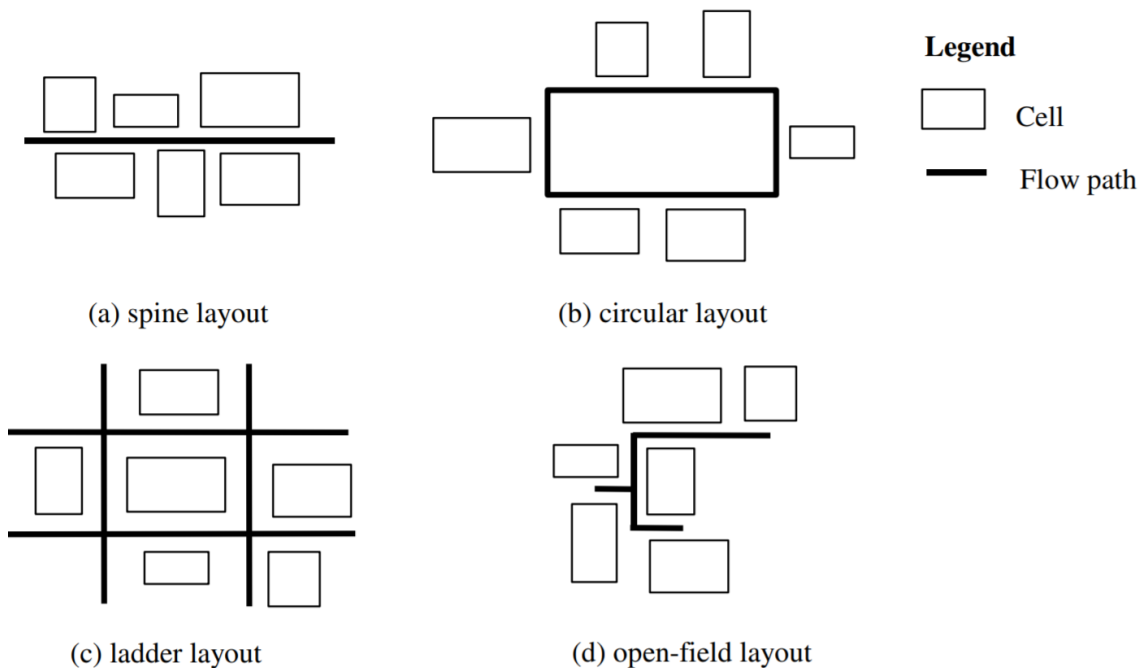 Legend
Cell
Flow path
(a) spine layout
(b) circular layout
(c) ladder layout
(d) open-field layout